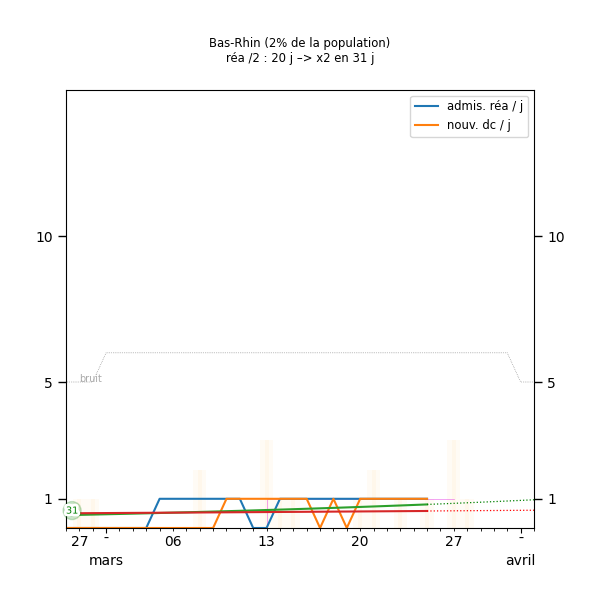 Bas-Rhin (2% de la population)
réa /2 : 20 j –> x2 en 31 j
admis. réa / j
nouv. dc / j
10 10
5 5
bruit
1 1
31
27 - 06 13 20 27 -
mars avril